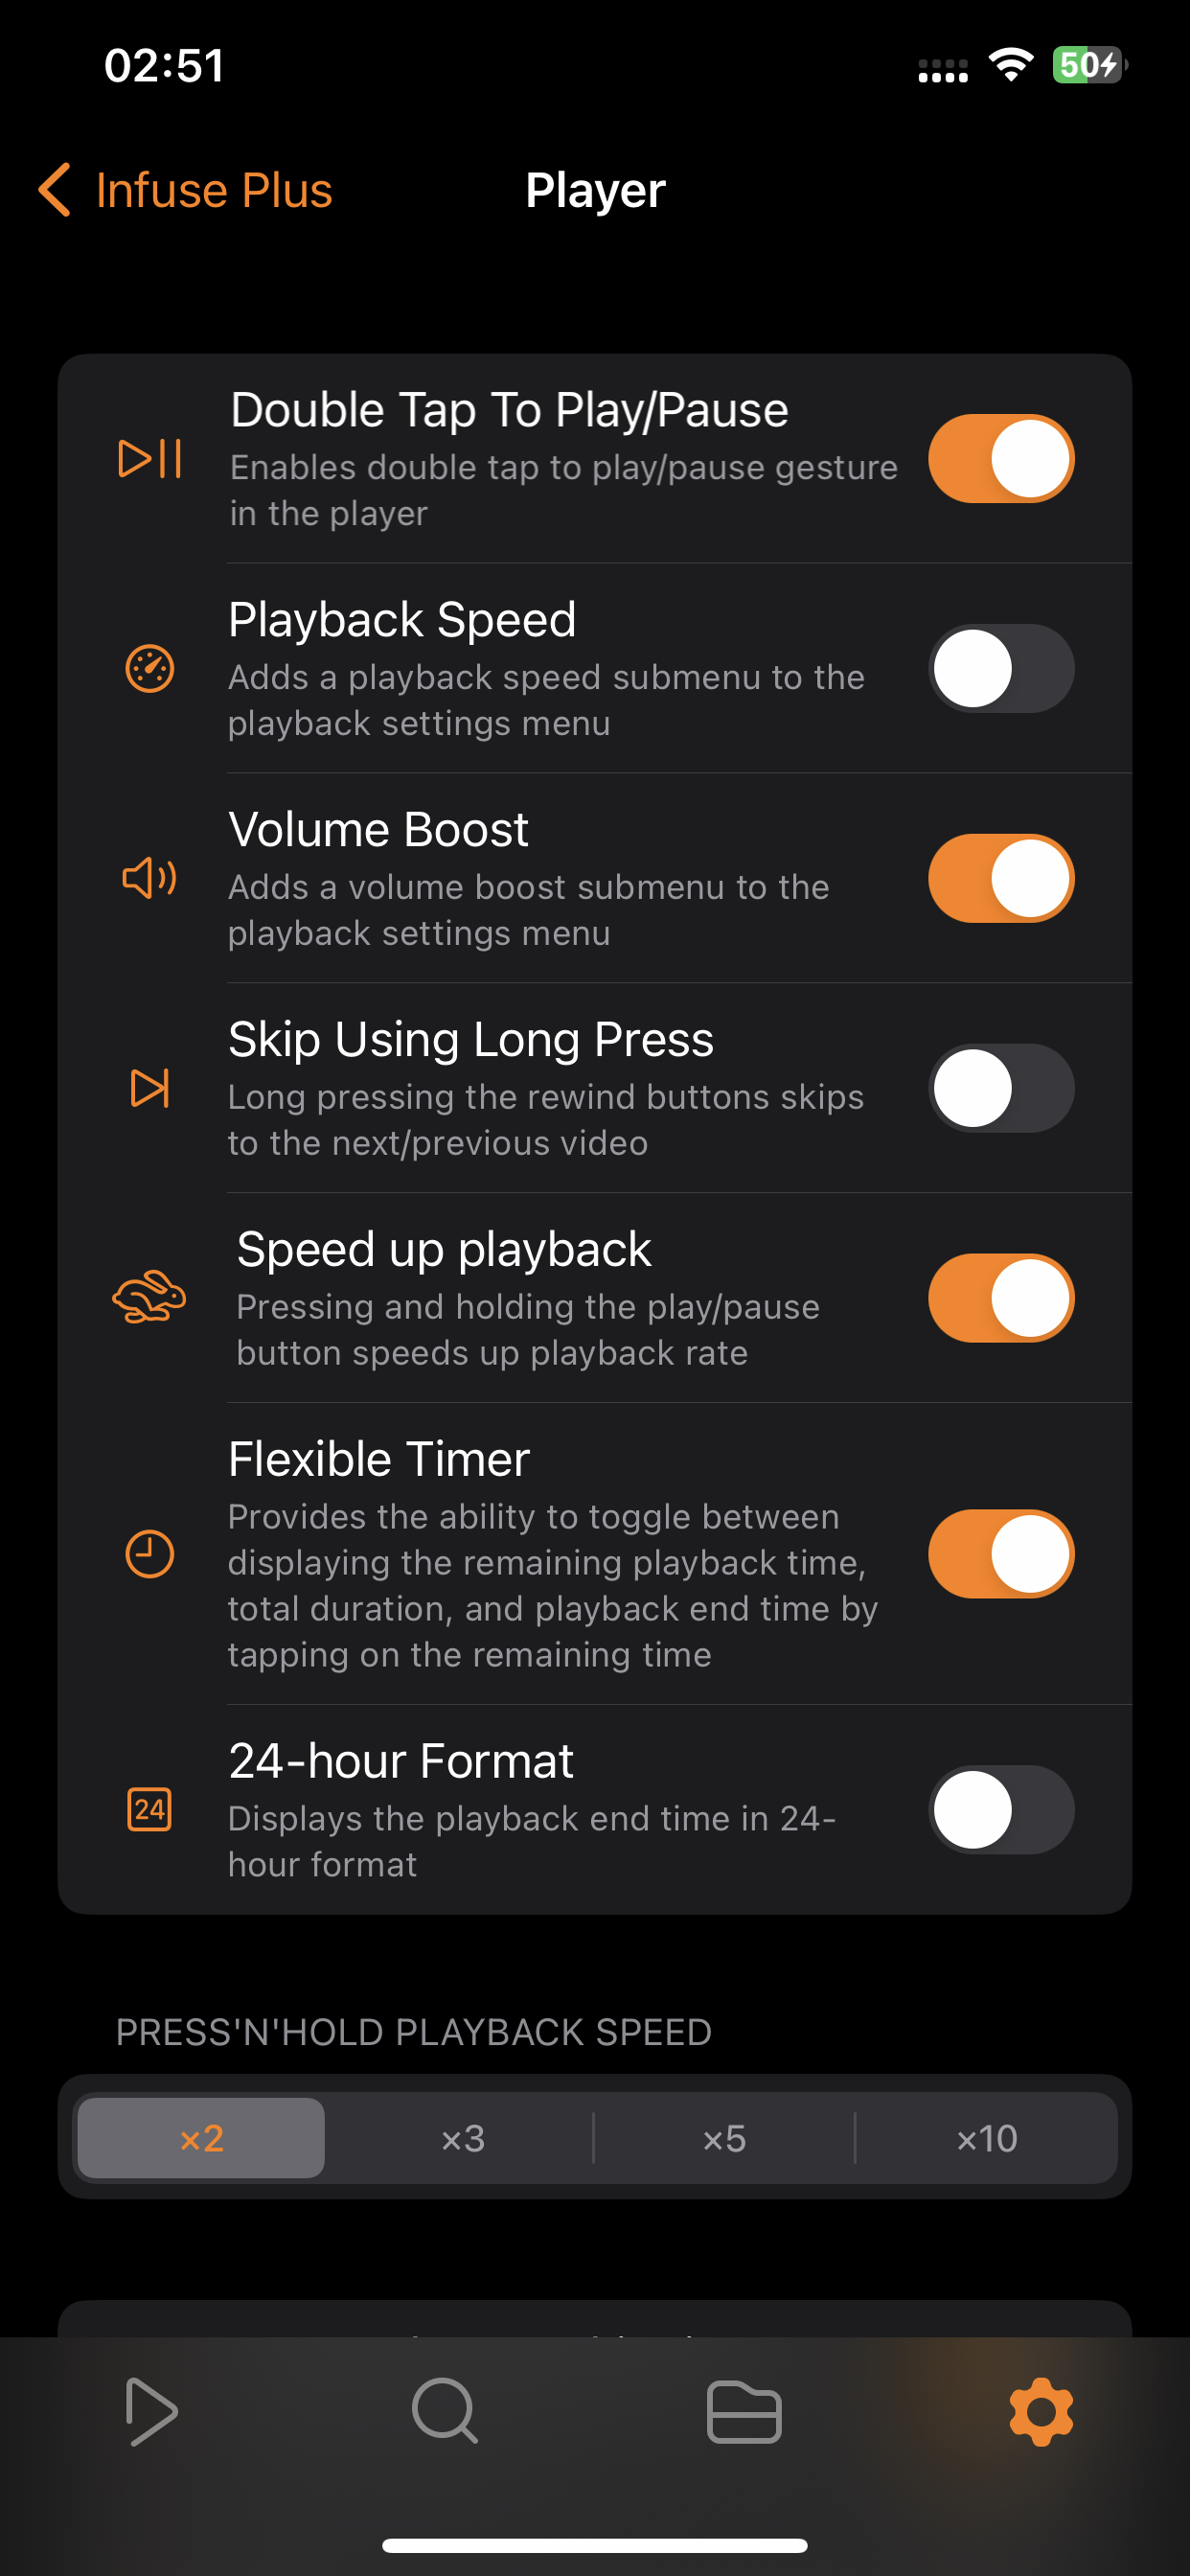 02:51
50
Infuse Plus
Player
Double Tap To Play/Pause
Enables double tap to play/pause gesture
in the player
Playback Speed
Adds a playback speed submenu to the
playback settings menu
Volume Boost
Adds a volume boost submenu to the
playback settings menu
Skip Using Long Press
Long pressing the rewind buttons skips
to the next/previous video
Speed up playback
Pressing and holding the play/pause
button speeds up playback rate
Flexible Timer
Provides the ability to toggle between
displaying the remaining playback time,
total duration, and playback end time by
tapping on the remaining time
24
24-hour Format
Displays the playback end time in 24-
hour format
PRESS'N'HOLD PLAYBACK SPEED
×2
×3
×5
×10